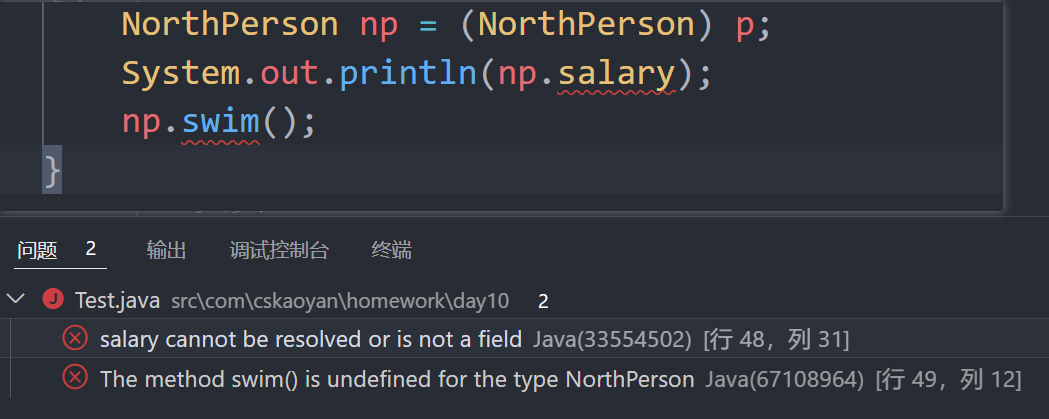 NorthPerson np = (NorthPerson) p;
System.out.println(np.salary);
np.swim();
}
问题 2 输出 调试控制台 终端
Test.java src\com\cskaoyan\homework\day10 2
salary cannot be resolved or is not a field Java(33554502) [行 48，列 31]
The method swim() is undefined for the type NorthPerson Java(67108964) [行 49，列 12]